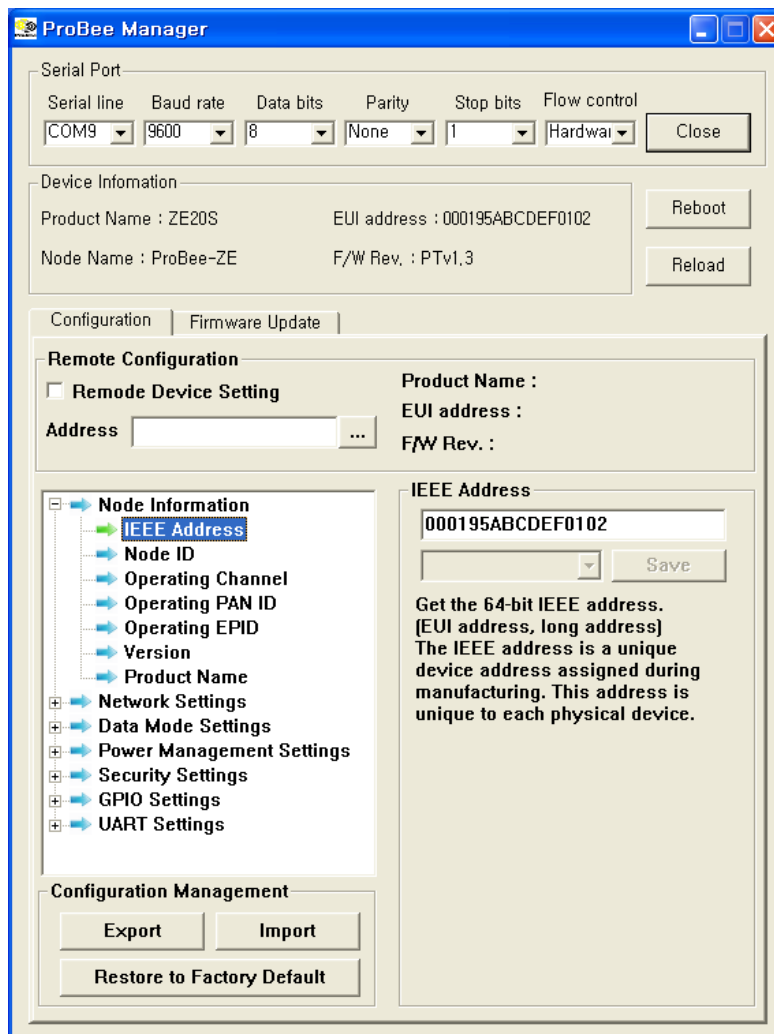 ProBee Manager
Serial Port
Serial line Baud rate Data bits Parity Stop bits Flow control
COM9 9600 8 None 1 Hardwai Close
Device Infomation
Product Name : ZE20S EUI address : 000195ABCDEF0102 Reboot
Node Name : ProBee-ZE F/W Rev. : PTv1.3 Reload
Configuration Firmware Update
Remote Configuration
Remode Device Setting Product Name :
EUI address :
Address ... F/W Rev. :
Node Information
IEEE Address
Node ID
Operating Channel
Operating PAN ID
Operating EPID
Version
Product Name
Network Settings
Data Mode Settings
Power Management Settings
Security Settings
GPIO Settings
UART Settings
IEEE Address
000195ABCDEF0102
Save
Get the 64-bit IEEE address.
(EUI address, long address)
The IEEE address is a unique
device address assigned during
manufacturing. This address is
unique to each physical device.
Configuration Management
Export Import
Restore to Factory Default